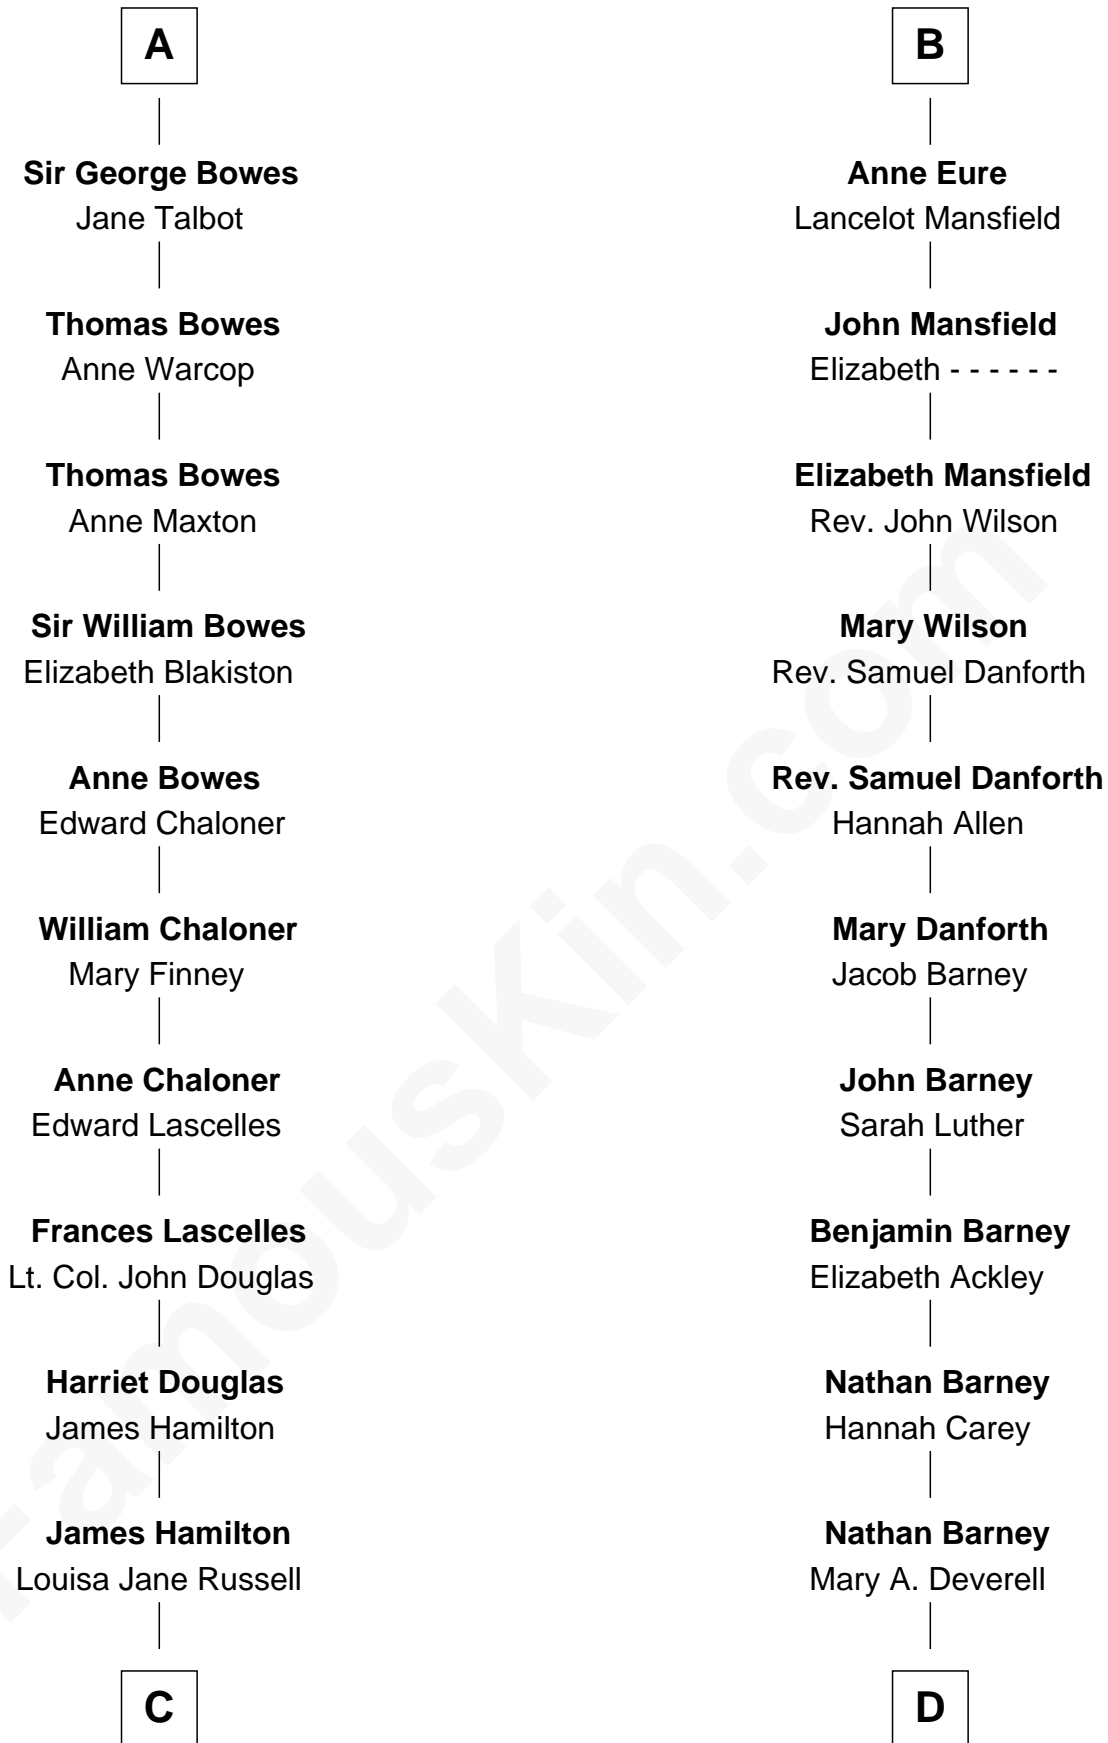 A
Sir George Bowes
Jane Talbot
Thomas Bowes
Anne Warcop
Thomas Bowes
Anne Maxton
Sir William Bowes
Elizabeth Blakiston
Anne Bowes
Edward Chaloner
William Chaloner
Mary Finney
Anne Chaloner
Edward Lascelles
Frances Lascelles
Lt. Col. John Douglas
Harriet Douglas
James Hamilton
James Hamilton
Louisa Jane Russell
C
B
Anne Eure
Lancelot Mansfield
John Mansfield
Elizabeth - - - - - -
Elizabeth Mansfield
Rev. John Wilson
Mary Wilson
Rev. Samuel Danforth
Rev. Samuel Danforth
Hannah Allen
Mary Danforth
Jacob Barney
John Barney
Sarah Luther
Benjamin Barney
Elizabeth Ackley
Nathan Barney
Hannah Carey
Nathan Barney
Mary A. Deverell
D
FamousKin.com